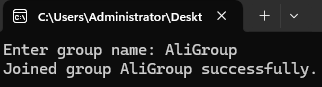 C:\Users\Administrator\Deskt
Enter group name: AliGroup
Joined group AliGroup successfully.